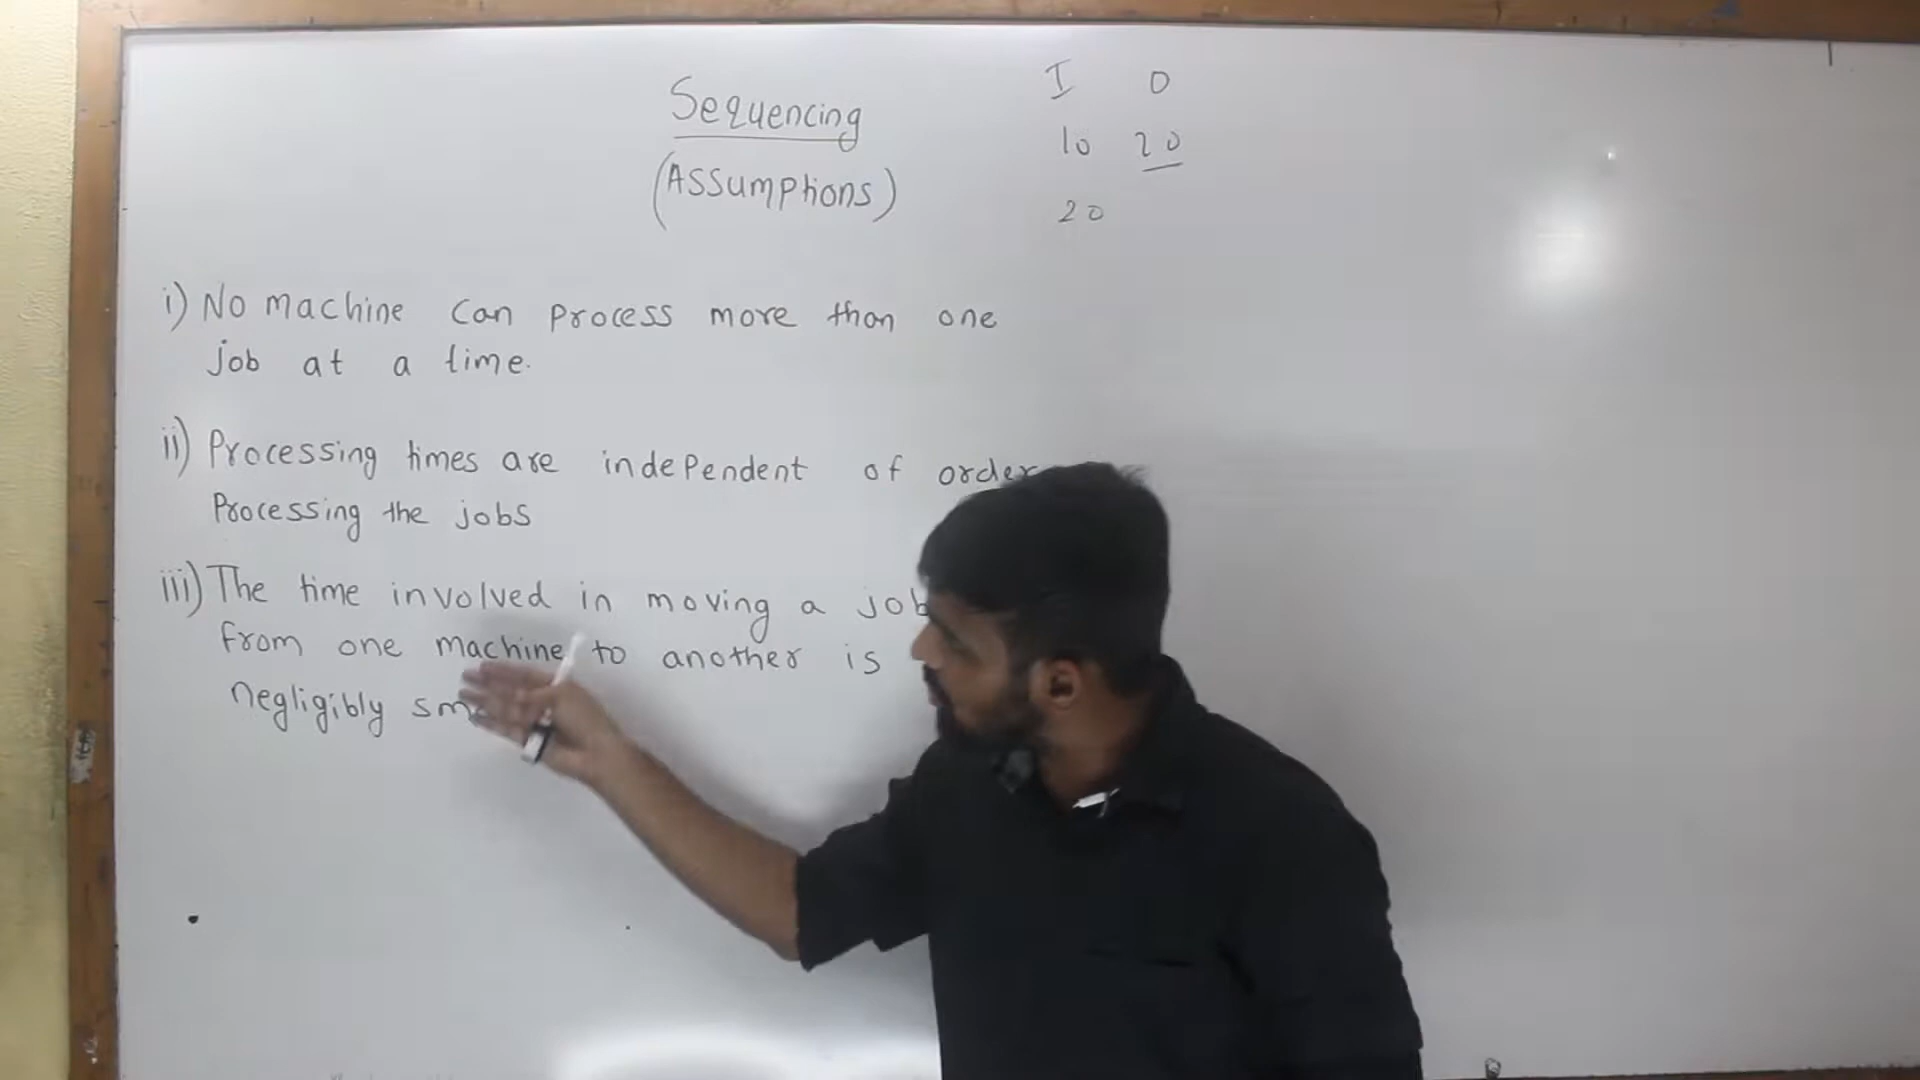 Sequencing
(Assumptions)
I O
10 20
20
i) No machine can process more than one
job at a time.
ii) Processing times are independent of order
Processing the jobs
iii) The time involved in moving a job
from one machine to another is
negligibly